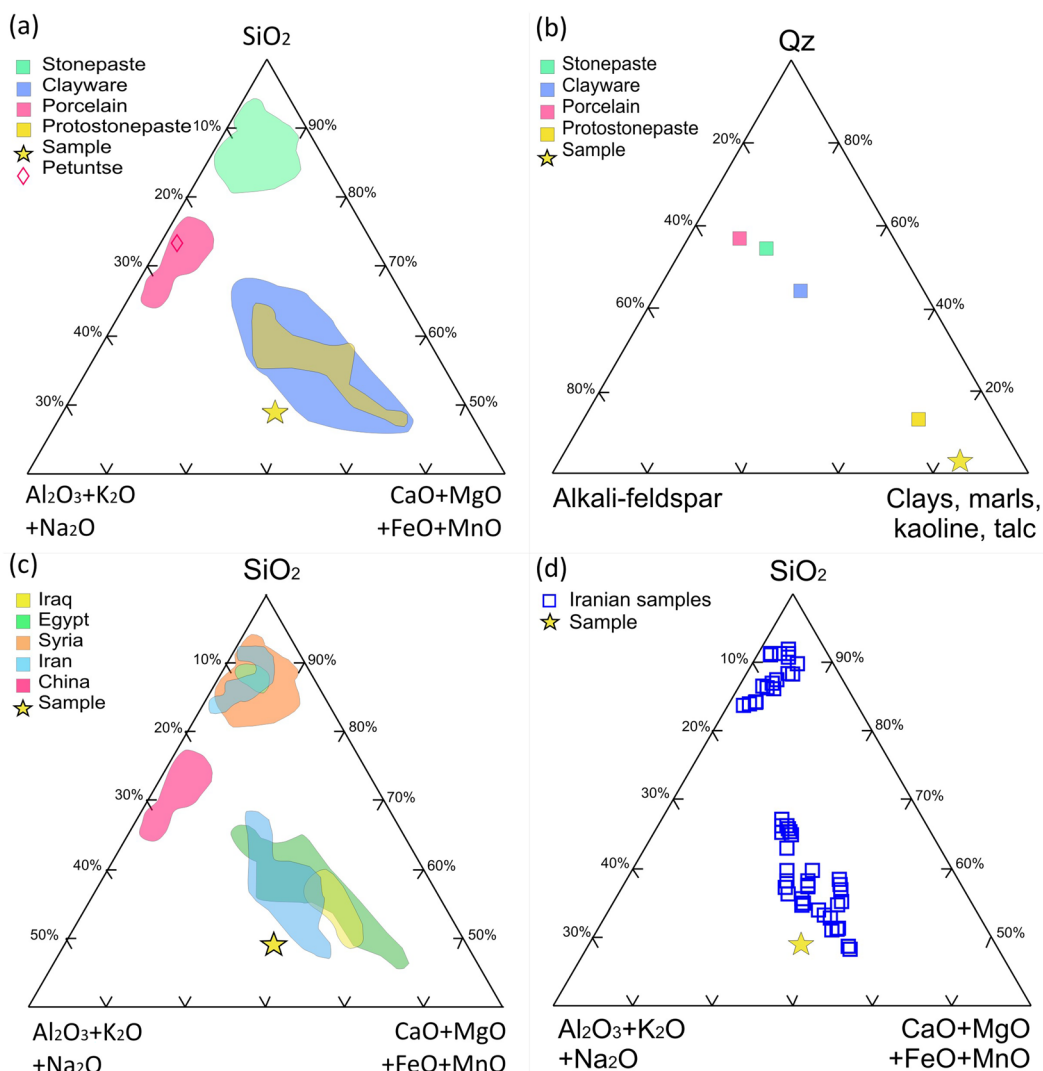 (a)
SiO2
Stonepaste
Clayware
Porcelain
Protostonepaste
Sample
Petuntse
10%
90%
20%
80%
30%
70%
40%
60%
30%
50%
Al2O3+K2O
+Na2O
CaO+MgO
+FeO+MnO
(b)
Qz
Stonepaste
Clayware
Porcelain
Protostonepaste
Sample
20%
80%
40%
60%
60%
40%
80%
20%
Alkali-feldspar
Clays, marls,
kaoline, talc
(c)
SiO2
Iraq
Egypt
Syria
Iran
China
Sample
10%
90%
20%
80%
30%
70%
40%
60%
50%
50%
Al2O3+K2O
+Na2O
CaO+MgO
+FeO+MnO
(d)
SiO2
Iranian samples
Sample
10%
90%
20%
80%
30%
70%
40%
60%
30%
50%
Al2O3+K2O
+Na2O
CaO+MgO
+FeO+MnO